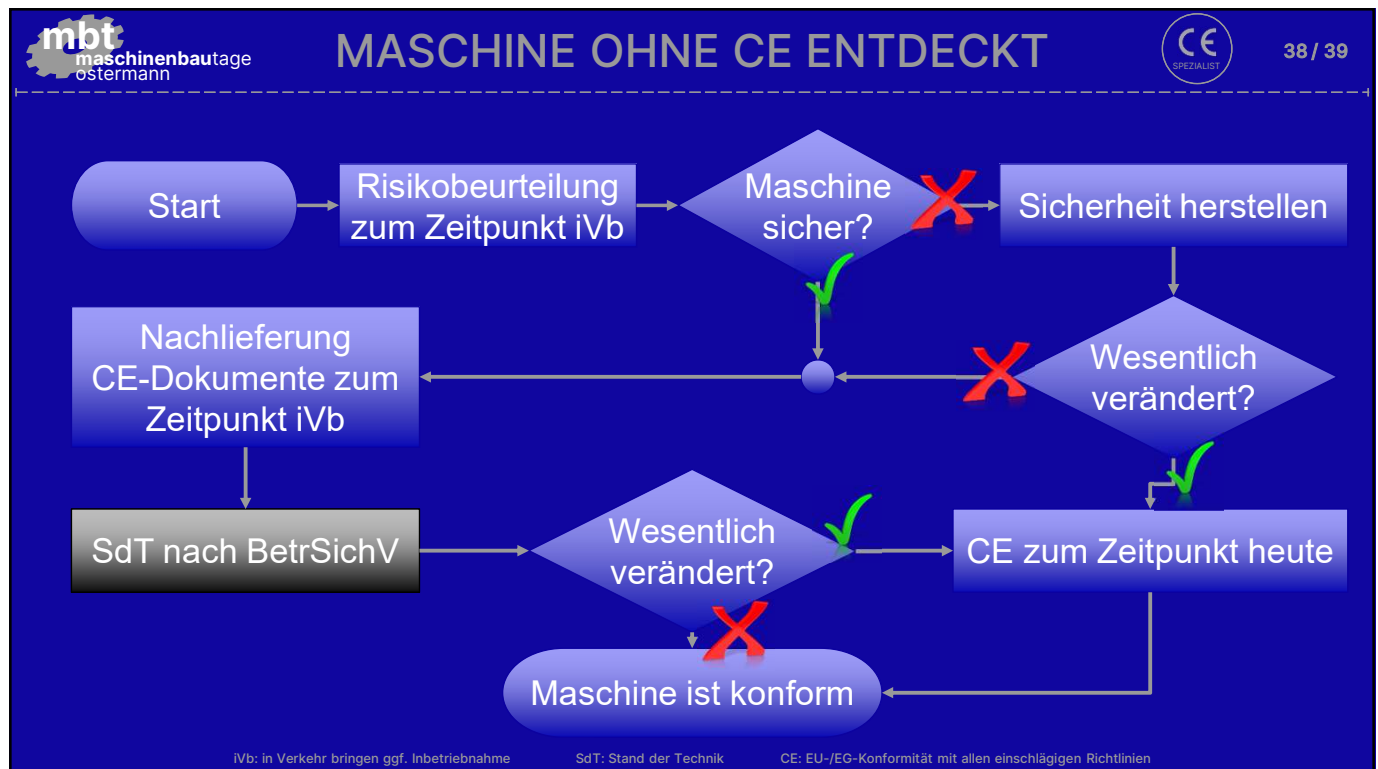 mbt
maschinenbautage
ostermann
MASCHINE OHNE CE ENTDECKT
CE
SPEZIALIST
38 / 39
Start
Risikobeurteilung
zum Zeitpunkt iVb
Maschine
sicher?
Sicherheit herstellen
Nachlieferung
CE-Dokumente zum
Zeitpunkt iVb
Wesentlich
verändert?
SdT nach BetrSichV
Wesentlich
verändert?
CE zum Zeitpunkt heute
Maschine ist konform
iVb: in Verkehr bringen ggf. Inbetriebnahme
SdT: Stand der Technik
CE: EU-/EG-Konformität mit allen einschlägigen Richtlinien